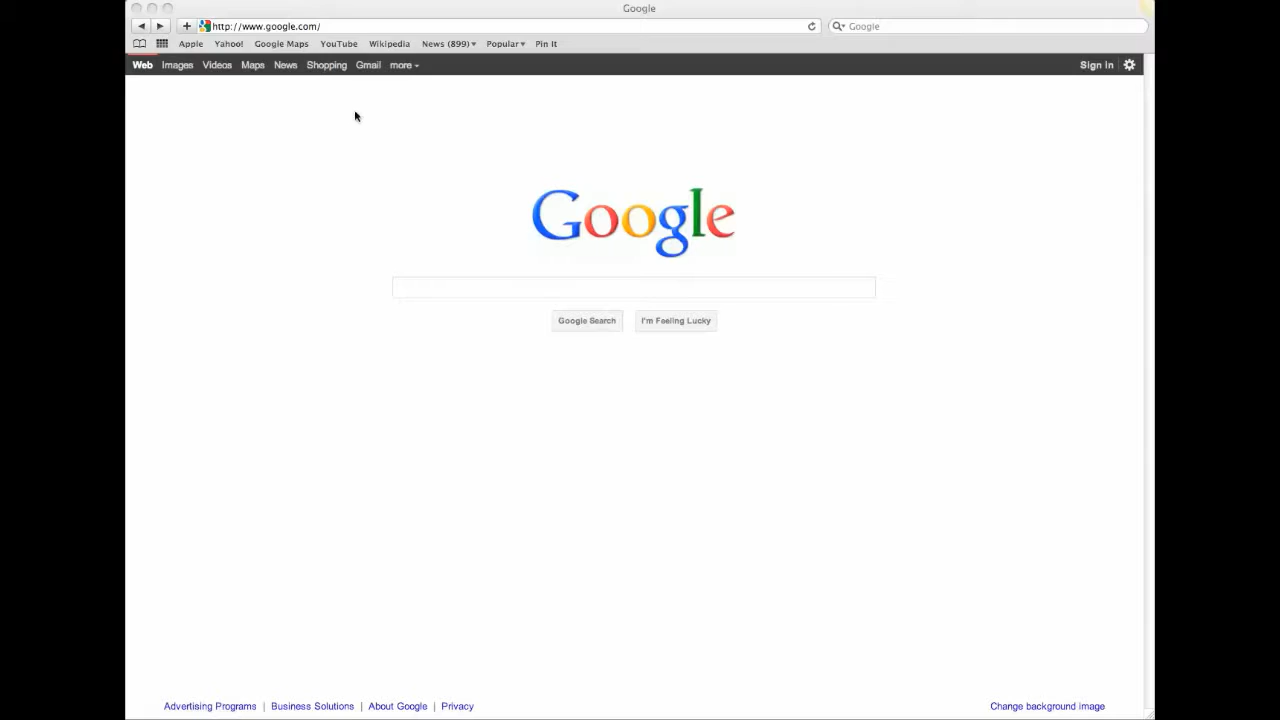 Google
http://www.google.com/
Google
Apple Yahoo! Google Maps YouTube Wikipedia News (899) Popular Pin It
Web Images Videos Maps News Shopping Gmail more Sign in
Google
Google Search I'm Feeling Lucky
Advertising Programs | Business Solutions | About Google | Privacy Change background image